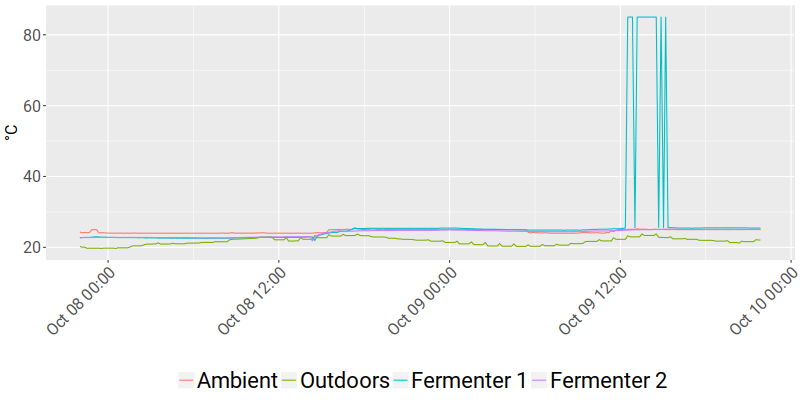 80
60
40
20
°C
Oct 08 00:00
Oct 08 12:00
Oct 09 00:00
Oct 09 12:00
Oct 10 00:00
Ambient Outdoors Fermenter 1 Fermenter 2